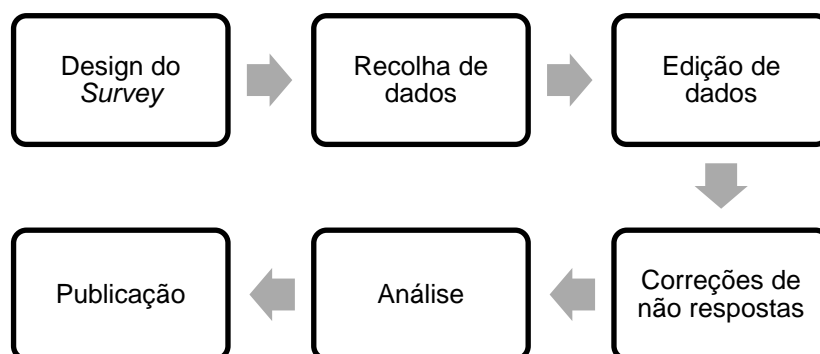 Design do
Survey
Recolha de
dados
Edição de
dados
Correções de
não respostas
Análise
Publicação